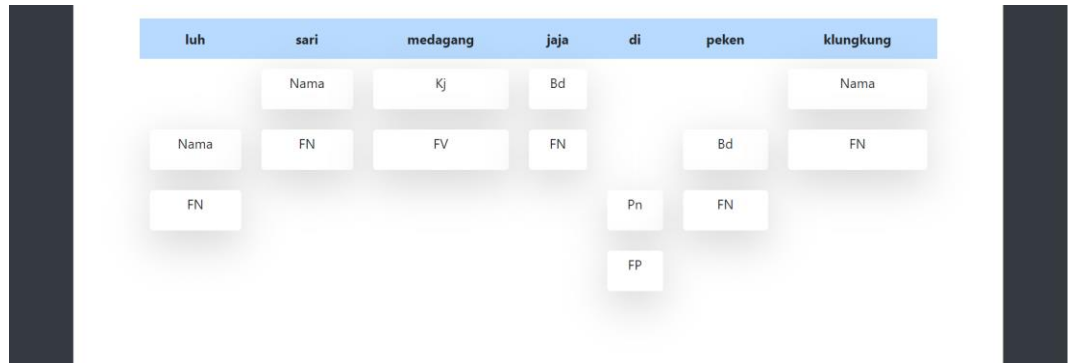 luh sari medagang jaja di peken klungkung
Nama Kj Bd Nama
Nama FN FV FN Bd FN
FN Pn FN
FP